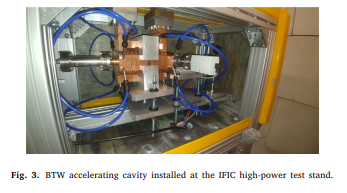 Fig. 3. BTW accelerating cavity installed at the IFIC high-power test stand.